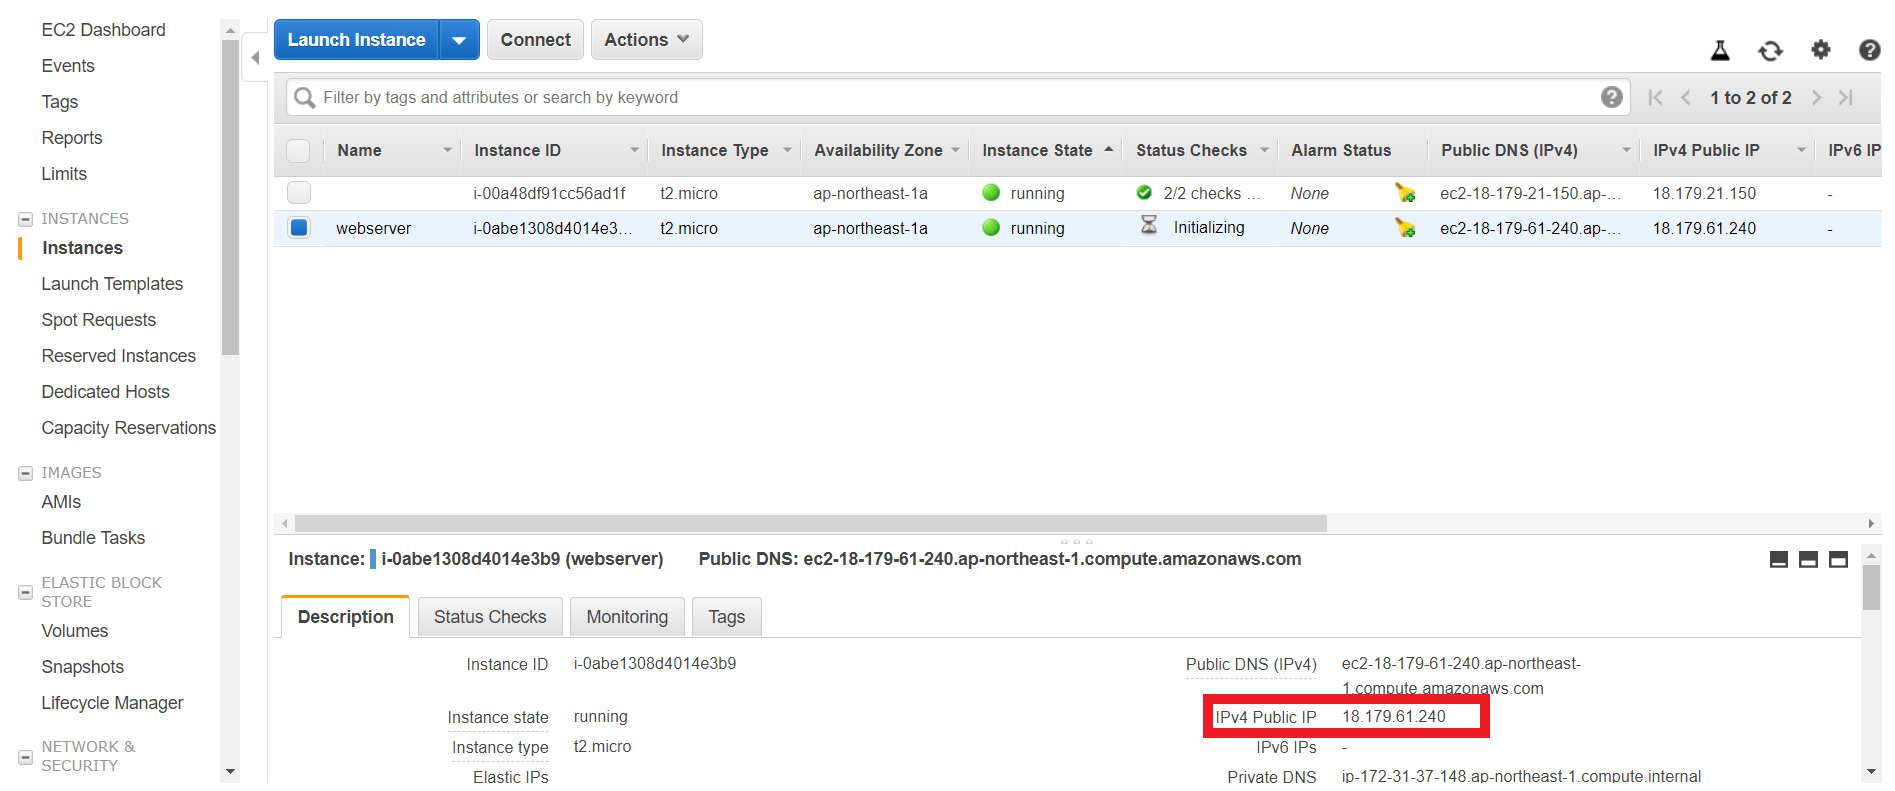 EC2 Dashboard
Events
Tags
Reports
Limits
INSTANCES
Instances
Launch Templates
Spot Requests
Reserved Instances
Dedicated Hosts
Capacity Reservations
IMAGES
AMIs
Bundle Tasks
ELASTIC BLOCK
STORE
Volumes
Snapshots
Lifecycle Manager
NETWORK &
SECURITY
Launch Instance Connect Actions
Filter by tags and attributes or search by keyword
1 to 2 of 2
Name Instance ID Instance Type Availability Zone Instance State Status Checks Alarm Status Public DNS (IPv4) IPv4 Public IP IPv6 IP
i-00a48df91cc56ad1f t2.micro ap-northeast-1a running 2/2 checks ... None ec2-18-179-21-150.ap-... 18.179.21.150 -
webserver i-0abe1308d4014e3... t2.micro ap-northeast-1a running Initializing None ec2-18-179-61-240.ap-... 18.179.61.240 -
Instance: i-0abe1308d4014e3b9 (webserver) Public DNS: ec2-18-179-61-240.ap-northeast-1.compute.amazonaws.com
Description Status Checks Monitoring Tags
Instance ID i-0abe1308d4014e3b9
Instance state running
Instance type t2.micro
Elastic IPs
Public DNS (IPv4) ec2-18-179-61-240.ap-northeast-
1.compute.amazonaws.com
IPv4 Public IP 18.179.61.240
IPv6 IPs -
Private DNS ip-172-31-37-148.ap-northeast-1.compute.internal